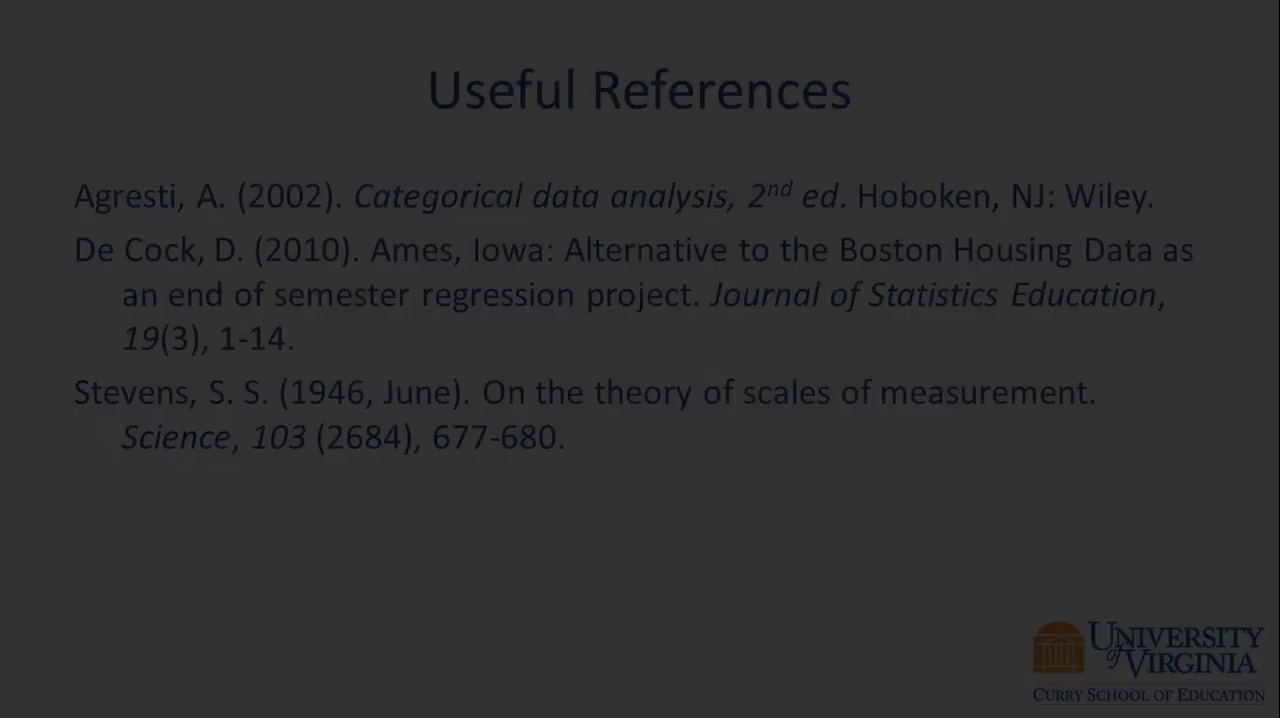 Useful References
Agresti, A. (2002). Categorical data analysis, 2nd ed. Hoboken, NJ: Wiley.
De Cock, D. (2010). Ames, Iowa: Alternative to the Boston Housing Data as
an end of semester regression project. Journal of Statistics Education,
19(3), 1-14.
Stevens, S. S. (1946, June). On the theory of scales of measurement.
Science, 103 (2684), 677-680.
UNIVERSITY
of VIRGINIA
CURRY SCHOOL OF EDUCATION